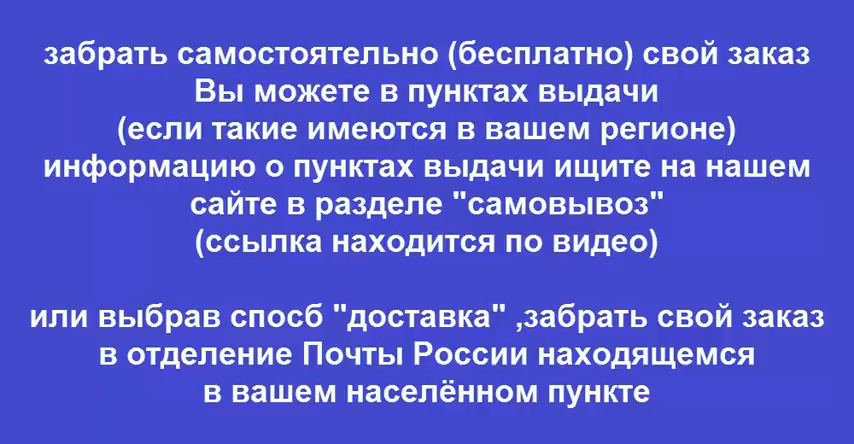 забрать самостоятельно (бесплатно) свой заказ
Вы можете в пунктах выдачи
(если такие имеются в вашем регионе)
информацию о пунктах выдачи ищите на нашем
сайте в разделе "самовывоз"
(ссылка находится по видео)
или выбрав спосб "доставка" ,забрать свой заказ
в отделение Почты России находящемся
в вашем населённом пункте